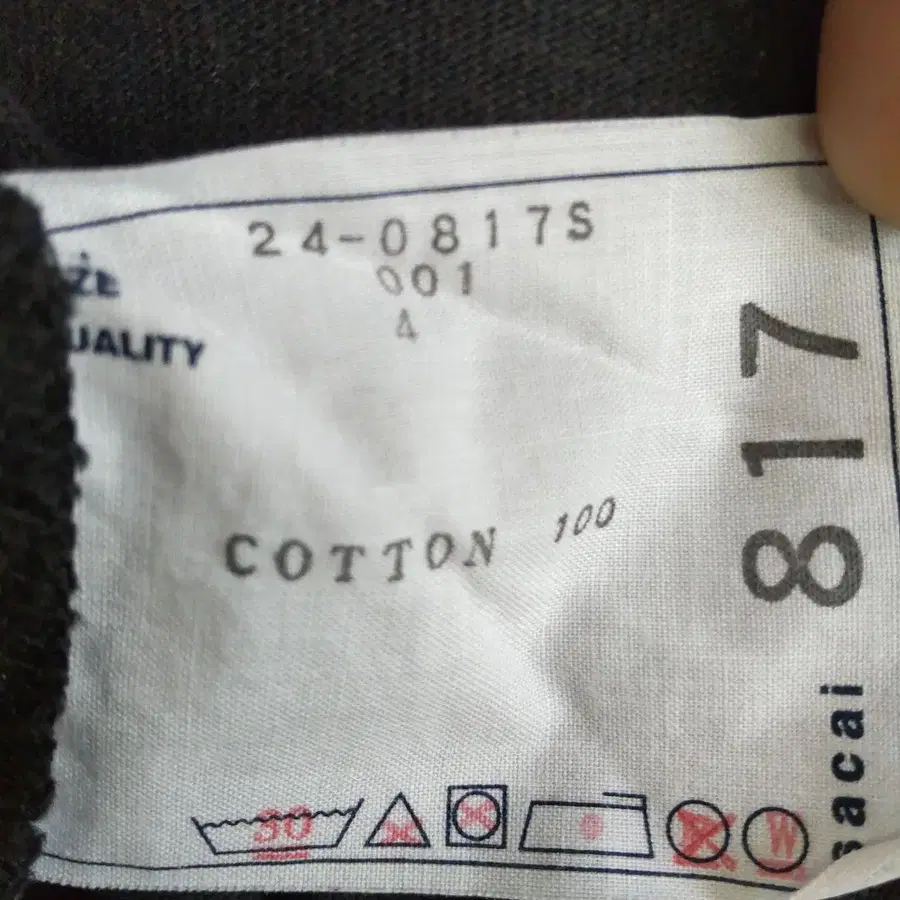 24-0817S
ZE 001
UALITY 4
COTTON 100
817
sacai
30
W